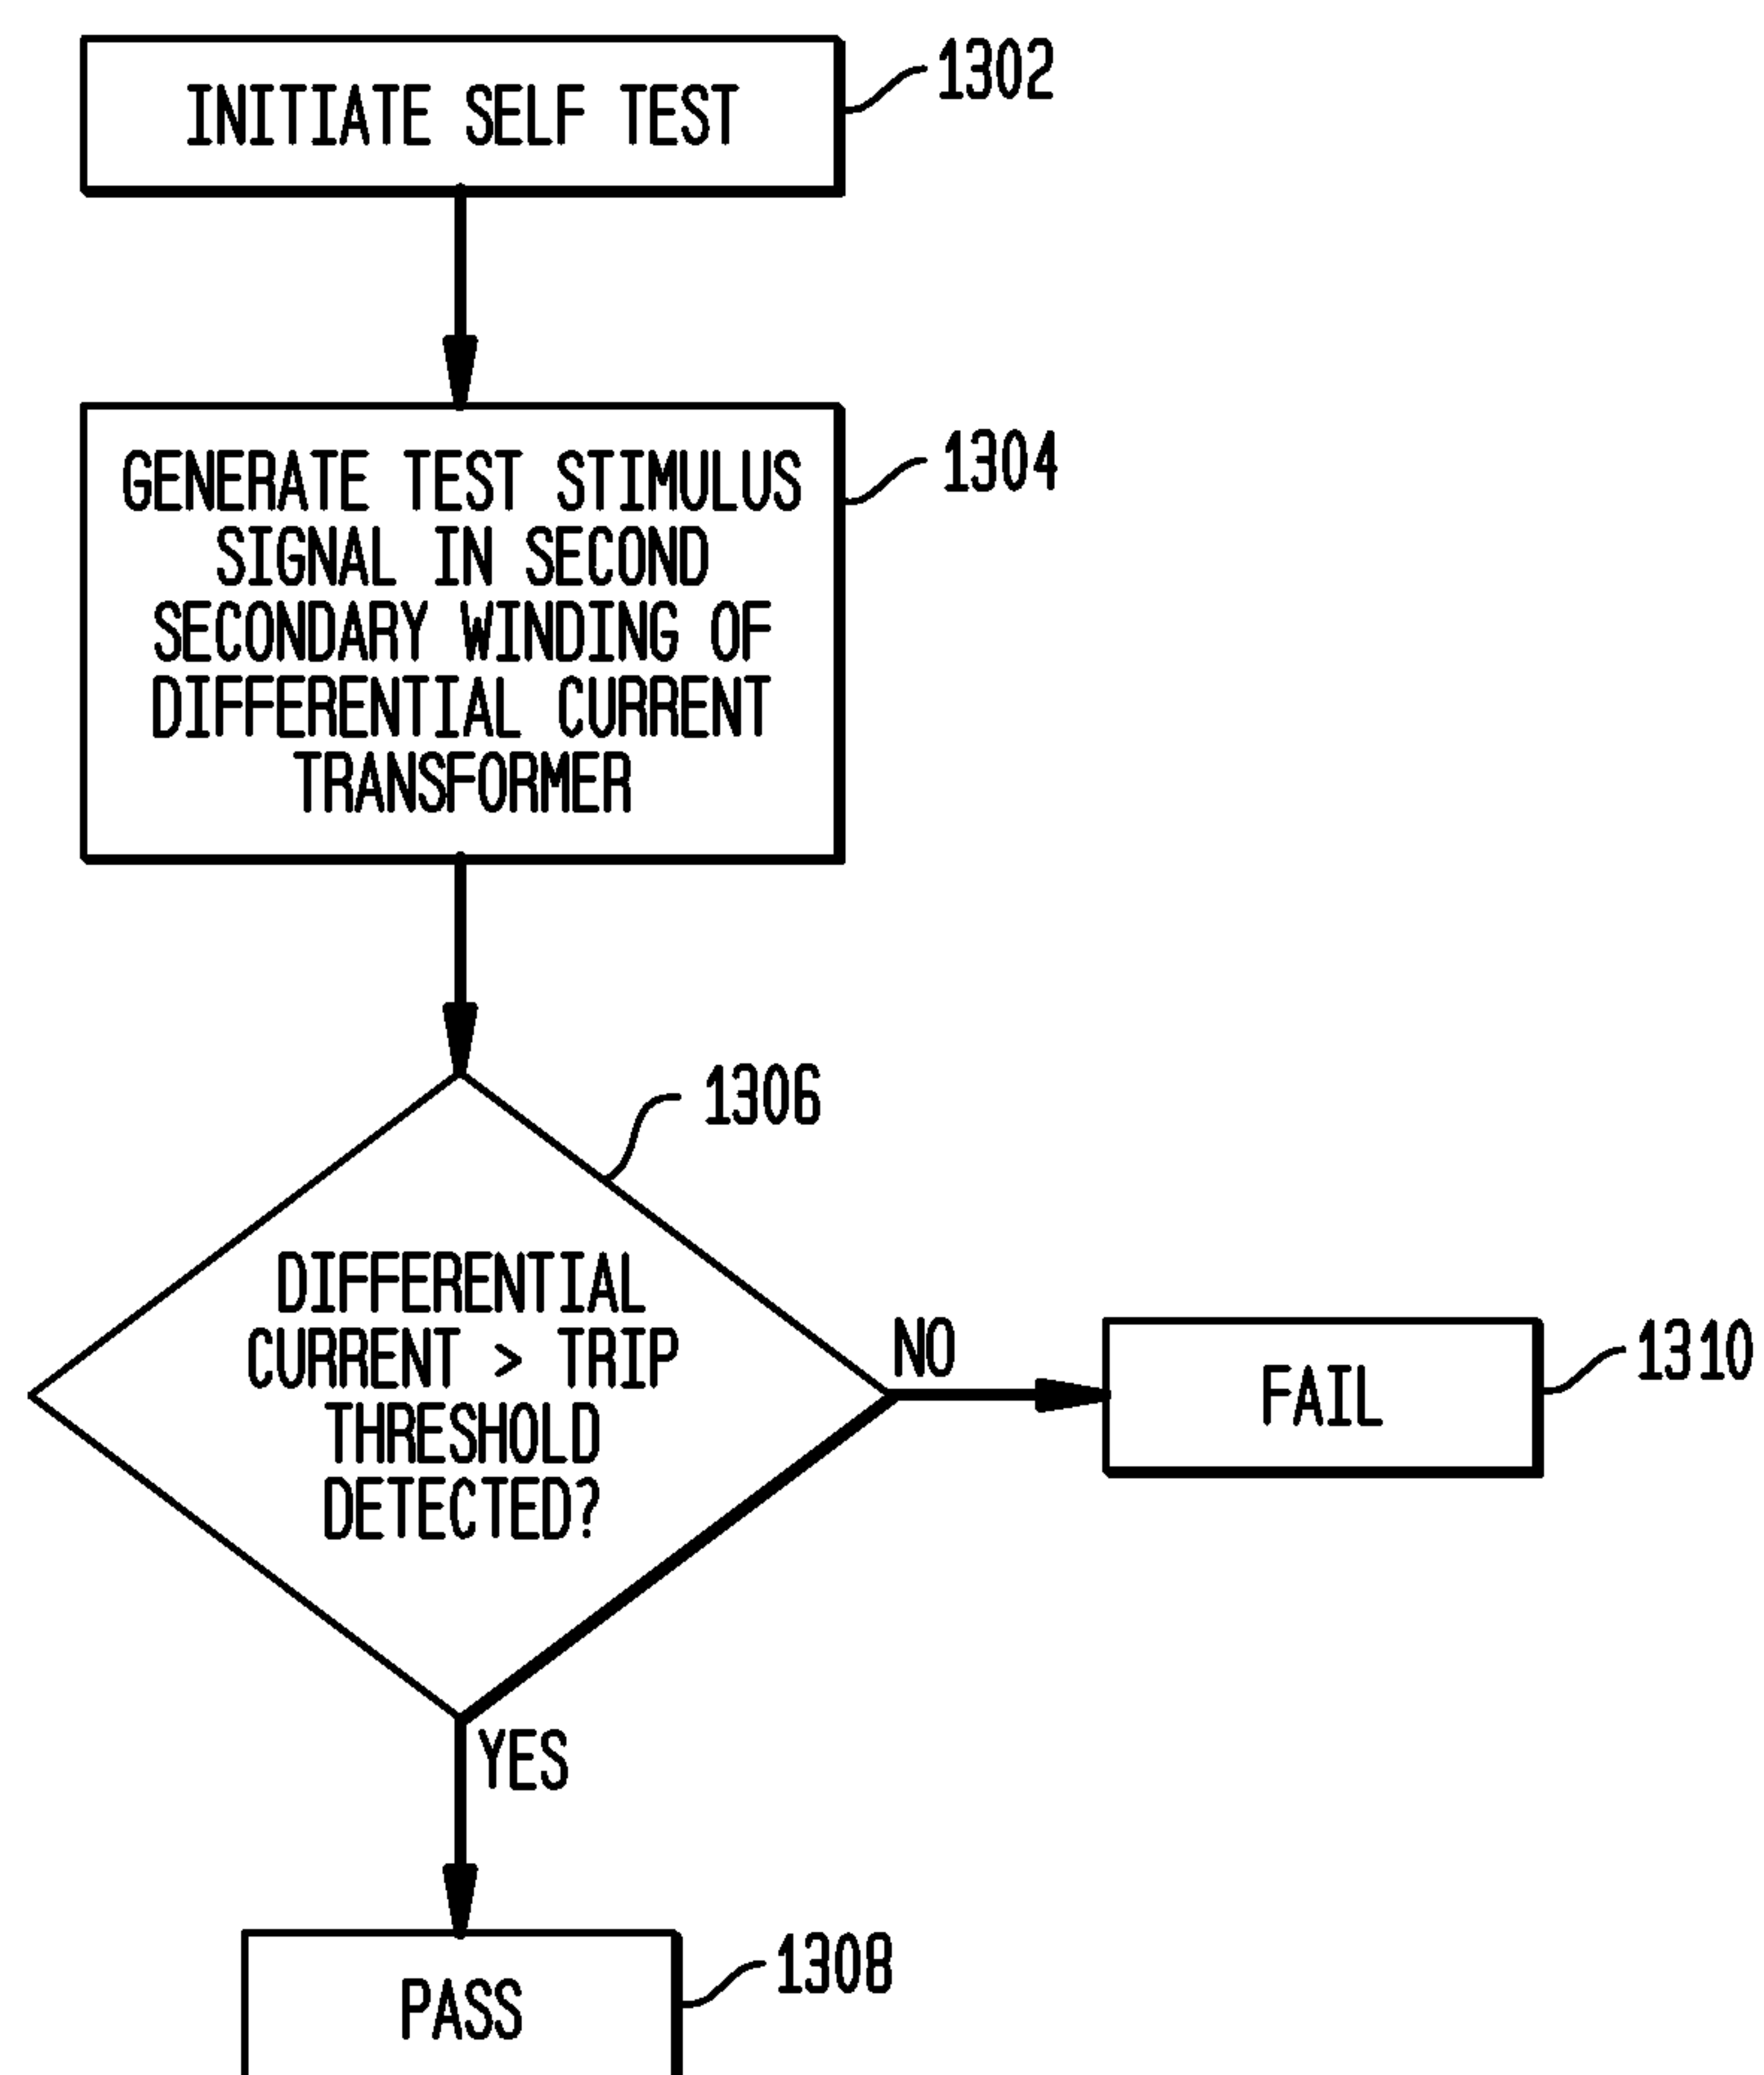 INITIATE SELF TEST
1302
GENERATE TEST STIMULUS
SIGNAL IN SECOND
SECONDARY WINDING OF
DIFFERENTIAL CURRENT
TRANSFORMER
1304
1306
DIFFERENTIAL
CURRENT > TRIP
THRESHOLD
DETECTED?
NO
FAIL
1310
YES
PASS
1308